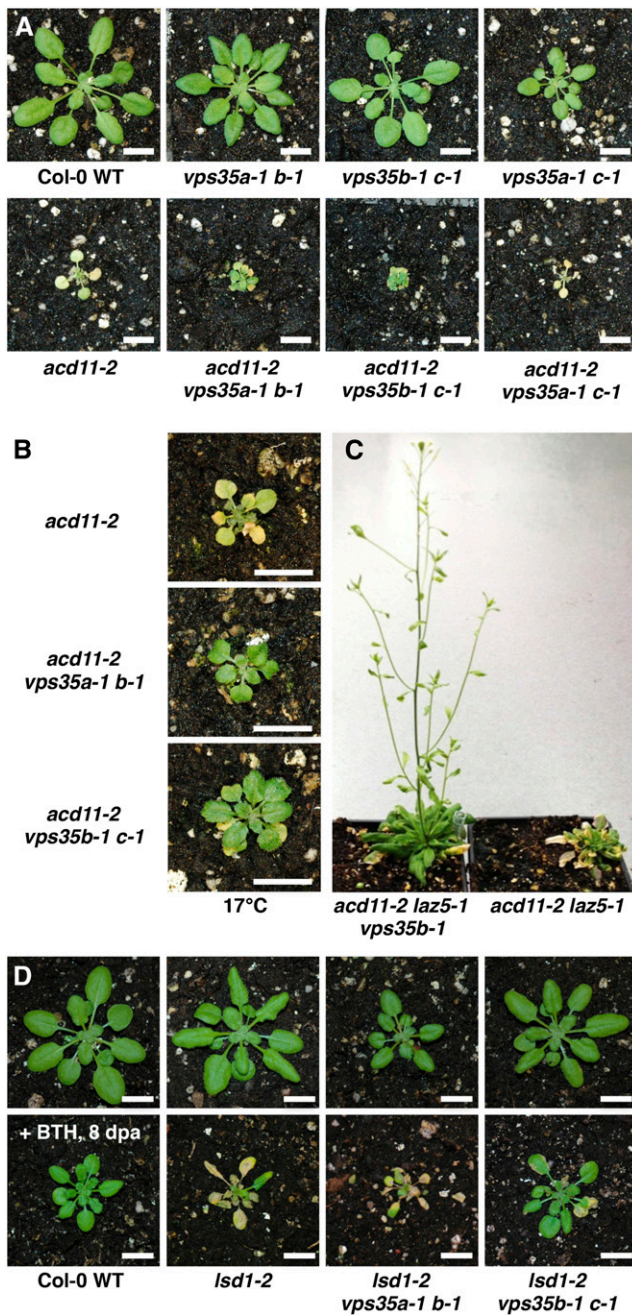 A
Col-0 WT
vps35a-1 b-1
vps35b-1 c-1
vps35a-1 c-1
acd11-2
acd11-2
vps35a-1 b-1
acd11-2
vps35b-1 c-1
acd11-2
vps35a-1 c-1
B
C
acd11-2
acd11-2
vps35a-1 b-1
acd11-2
vps35b-1 c-1
17°C
acd11-2 laz5-1
vps35b-1
acd11-2 laz5-1
D
+ BTH, 8 dpa
Col-0 WT
lsd1-2
lsd1-2
vps35a-1 b-1
lsd1-2
vps35b-1 c-1